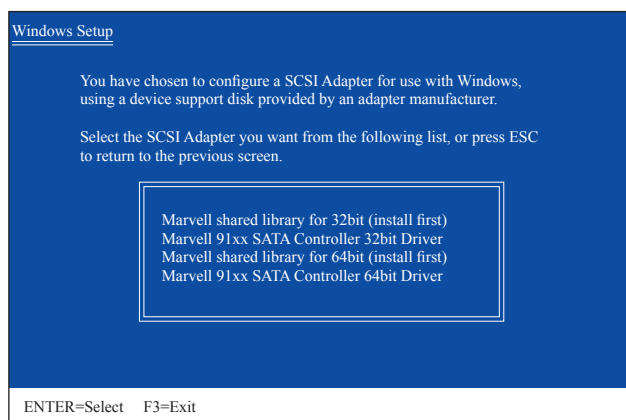 Windows Setup
You have chosen to configure a SCSI Adapter for use with Windows,
using a device support disk provided by an adapter manufacturer.
Select the SCSI Adapter you want from the following list, or press ESC
to return to the previous screen.
Marvell shared library for 32bit (install first)
Marvell 91xx SATA Controller 32bit Driver
Marvell shared library for 64bit (install first)
Marvell 91xx SATA Controller 64bit Driver
ENTER=Select F3=Exit